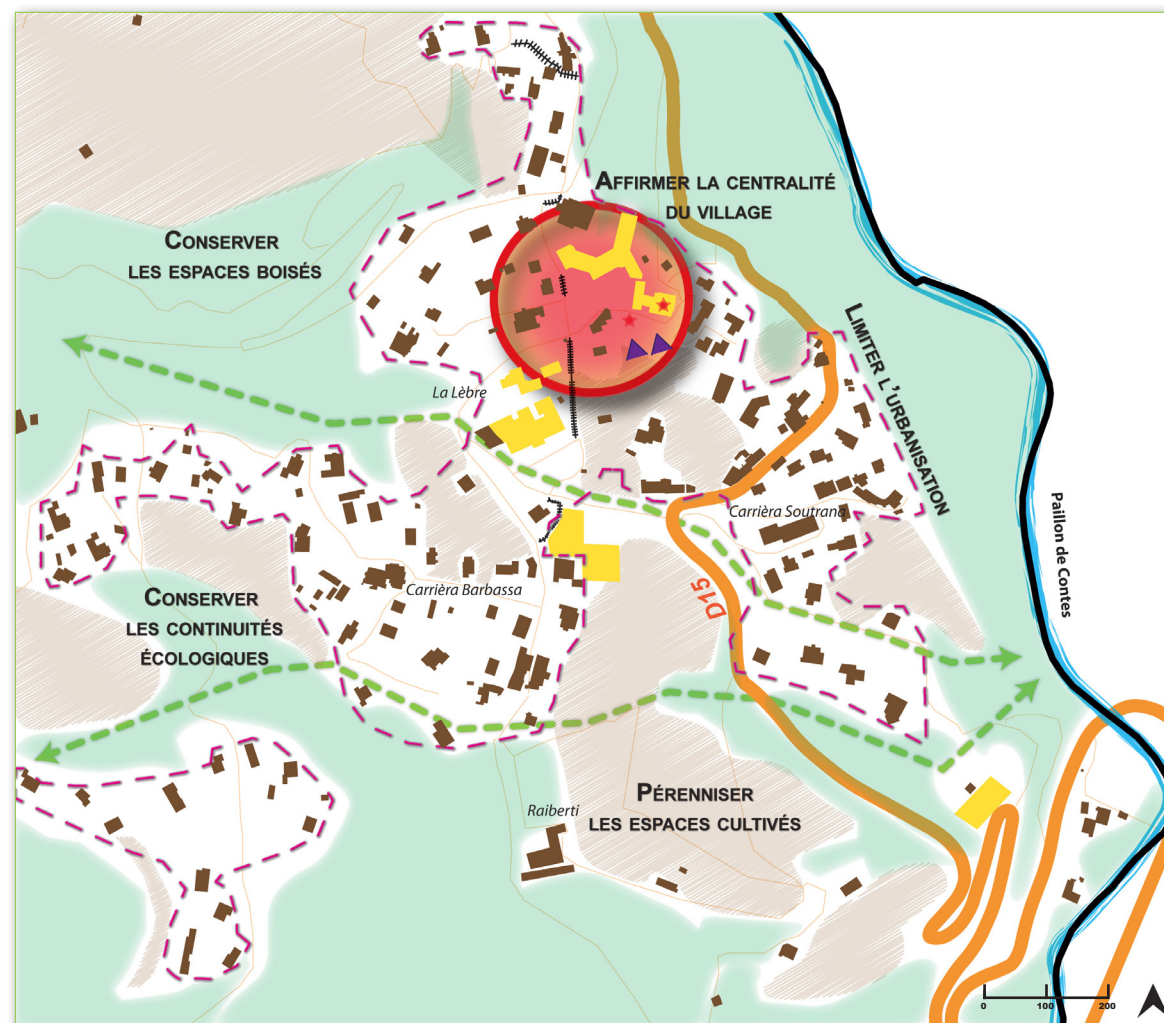 Affirmer la centralité
du village
Conserver
les espaces boisés
Limiter l'urbanisation
La Lèbre
Paillon de Contes
Carrièra Soutrana
D15
Carrièra Barbassa
Conserver
les continuités
écologiques
Pérenniser
les espaces cultivés
Raiberti
0 100 200